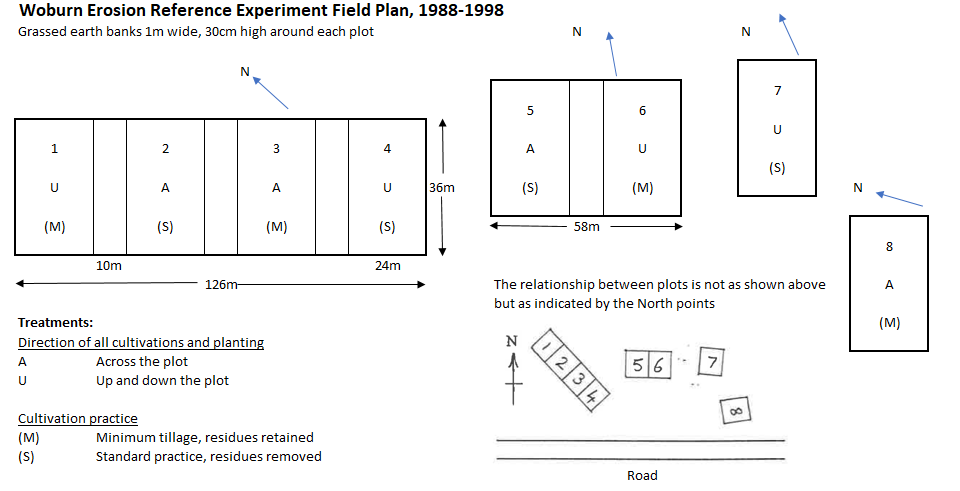 Woburn Erosion Reference Experiment Field Plan, 1988-1998
Grassed earth banks 1m wide, 30cm high around each plot
N
1
U
(M)
2
A
(S)
3
A
(M)
4
U
(S)
36m
10m
24m
126m
N
5
A
(S)
6
U
(M)
58m
N
7
U
(S)
N
8
A
(M)
The relationship between plots is not as shown above
but as indicated by the North points
Treatments:
Direction of all cultivations and planting
A Across the plot
U Up and down the plot
Cultivation practice
(M) Minimum tillage, residues retained
(S) Standard practice, residues removed
N
1 2 3 4
5 6
7
8
Road